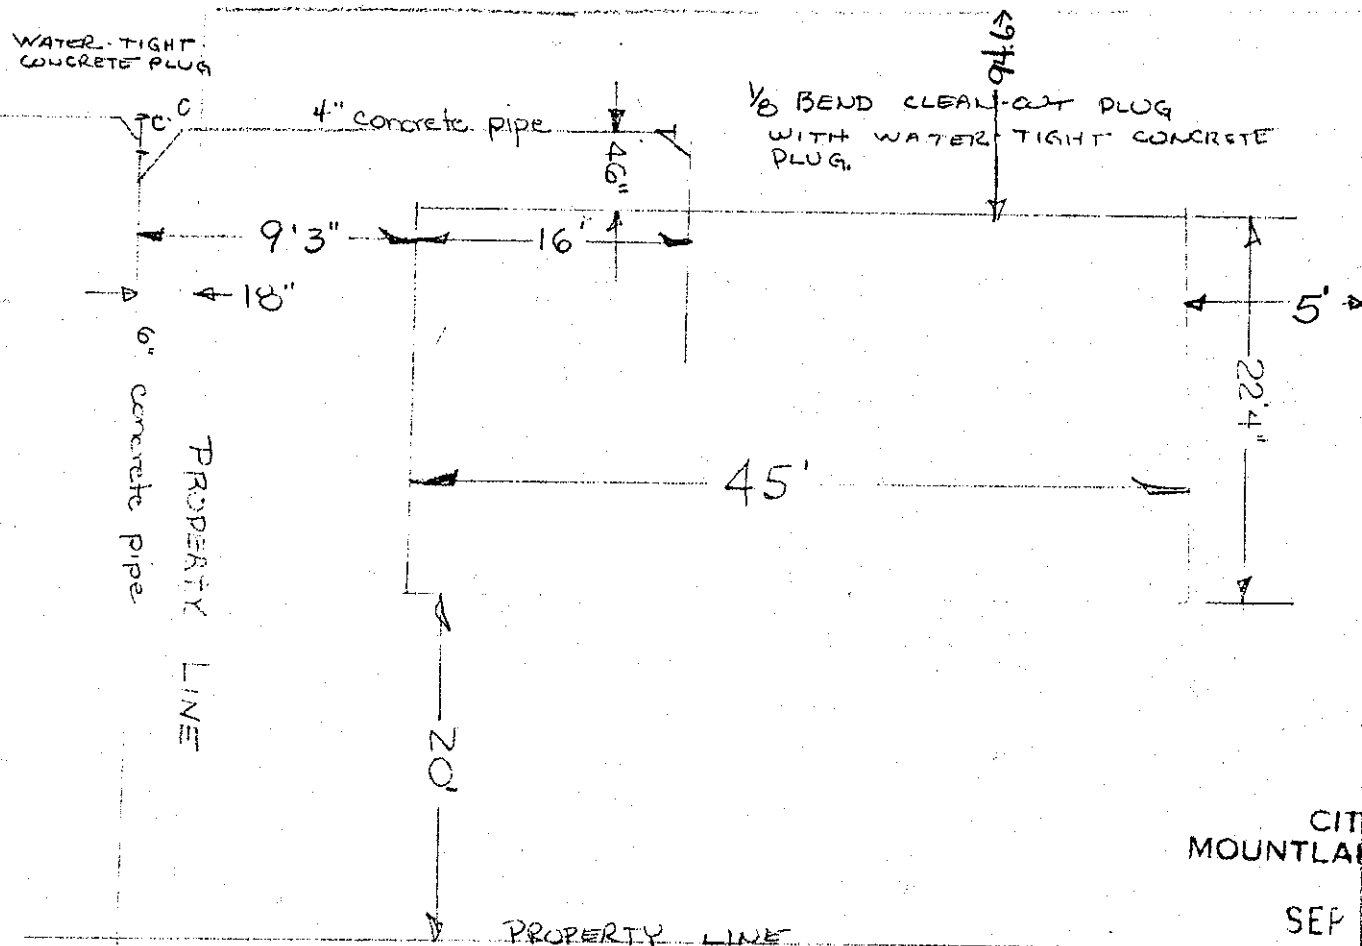 WATER-TIGHT
CONCRETE PLUG
C.
C
4" concrete pipe
46"
1/8 BEND CLEAN-OUT PLUG
WITH WATER TIGHT CONCRETE
PLUG.
9'3"
16'
18"
5'
22'4"
6" concrete pipe
PROPERTY LINE
45'
20'
PROPERTY LINE
CIT
MOUNTLA
SEP